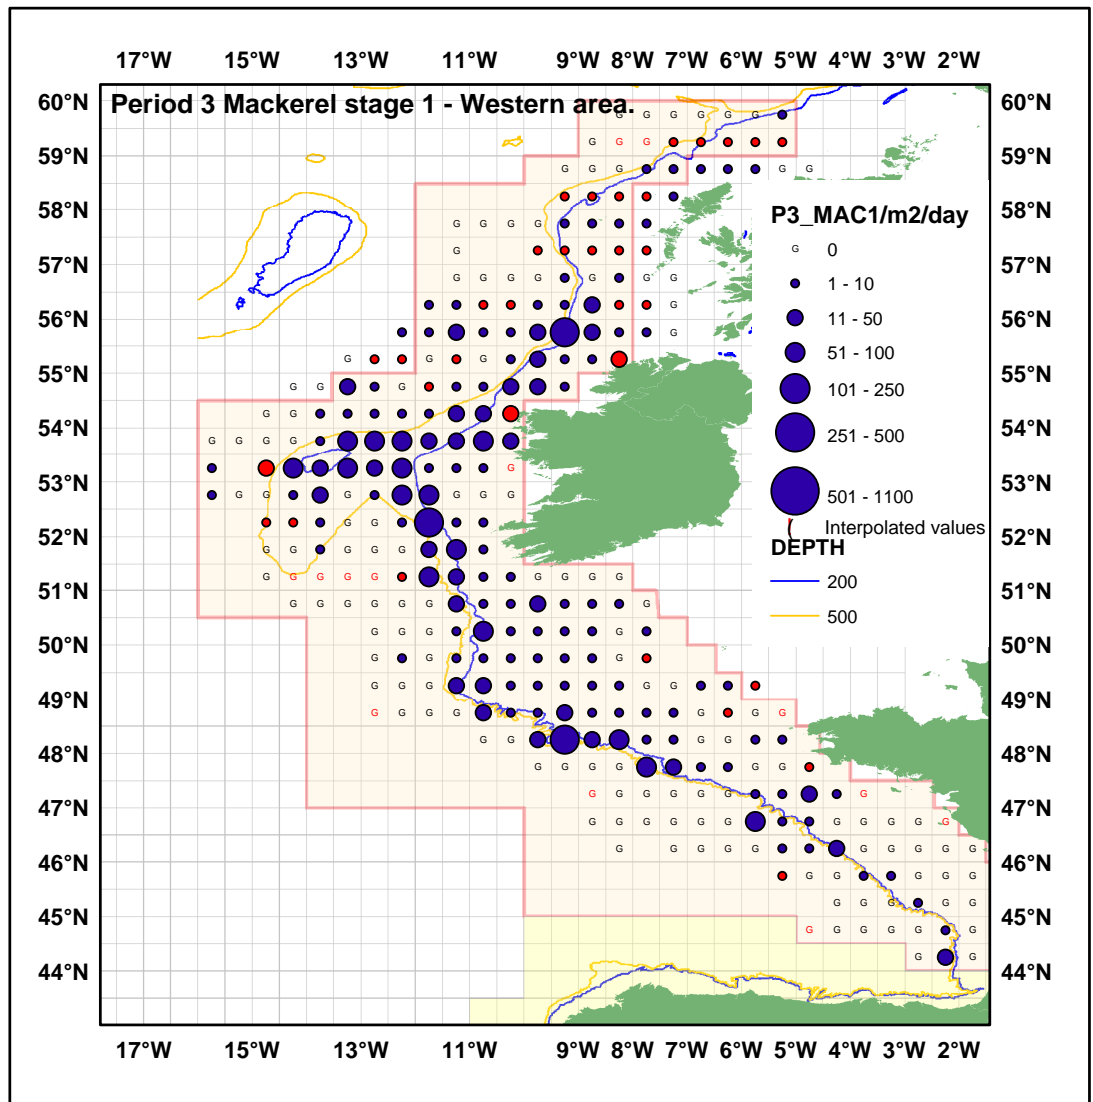 17°W 15°W 13°W 11°W 9°W 8°W 7°W 6°W 5°W 4°W 3°W 2°W
Period 3 Mackerel stage 1 - Western area.
60°N 60°N
59°N 59°N
58°N 58°N
P3_MAC1/m2/day
G 0
57°N 57°N
1 - 10
56°N 56°N
11 - 50
51 - 100
55°N 55°N
101 - 250
54°N 54°N
251 - 500
53°N 53°N
501 - 1100
Interpolated values
52°N 52°N
DEPTH
200
51°N 51°N
500
50°N 50°N
49°N 49°N
48°N 48°N
47°N 47°N
46°N 46°N
45°N 45°N
44°N 44°N
17°W 15°W 13°W 11°W 9°W 8°W 7°W 6°W 5°W 4°W 3°W 2°W